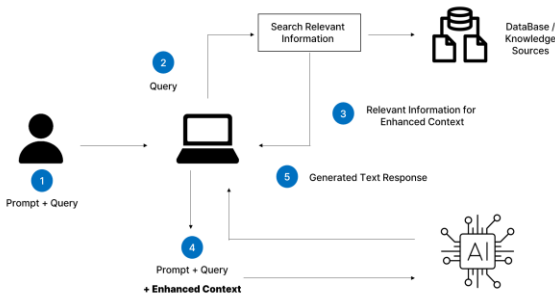 Search Relevant
Information
DataBase /
Knowledge
Sources
2
Query
3
Relevant Information for
Enhanced Context
1
Prompt + Query
5
Generated Text Response
4
Prompt + Query
+ Enhanced Context
AI